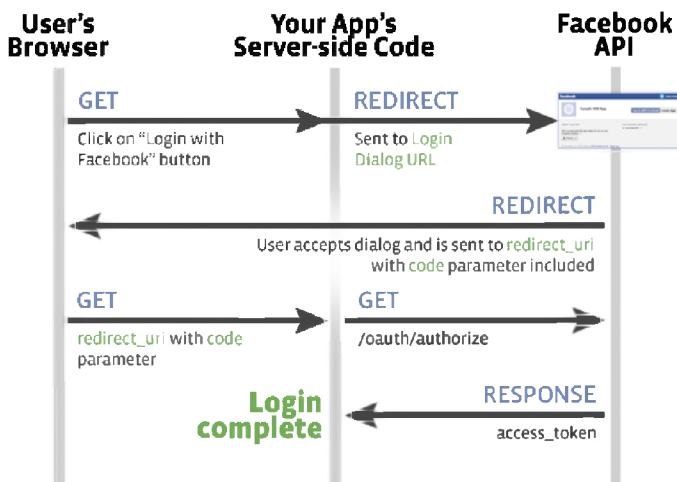 User's
Browser
Your App's
Server-side Code
Facebook
API
GET
Click on "Login with
Facebook" button
REDIRECT
Sent to Login
Dialog URL
REDIRECT
User accepts dialog and is sent to redirect_uri
with code parameter included
GET
redirect_uri with code
parameter
GET
/oauth/authorize
Login
complete
RESPONSE
access_token